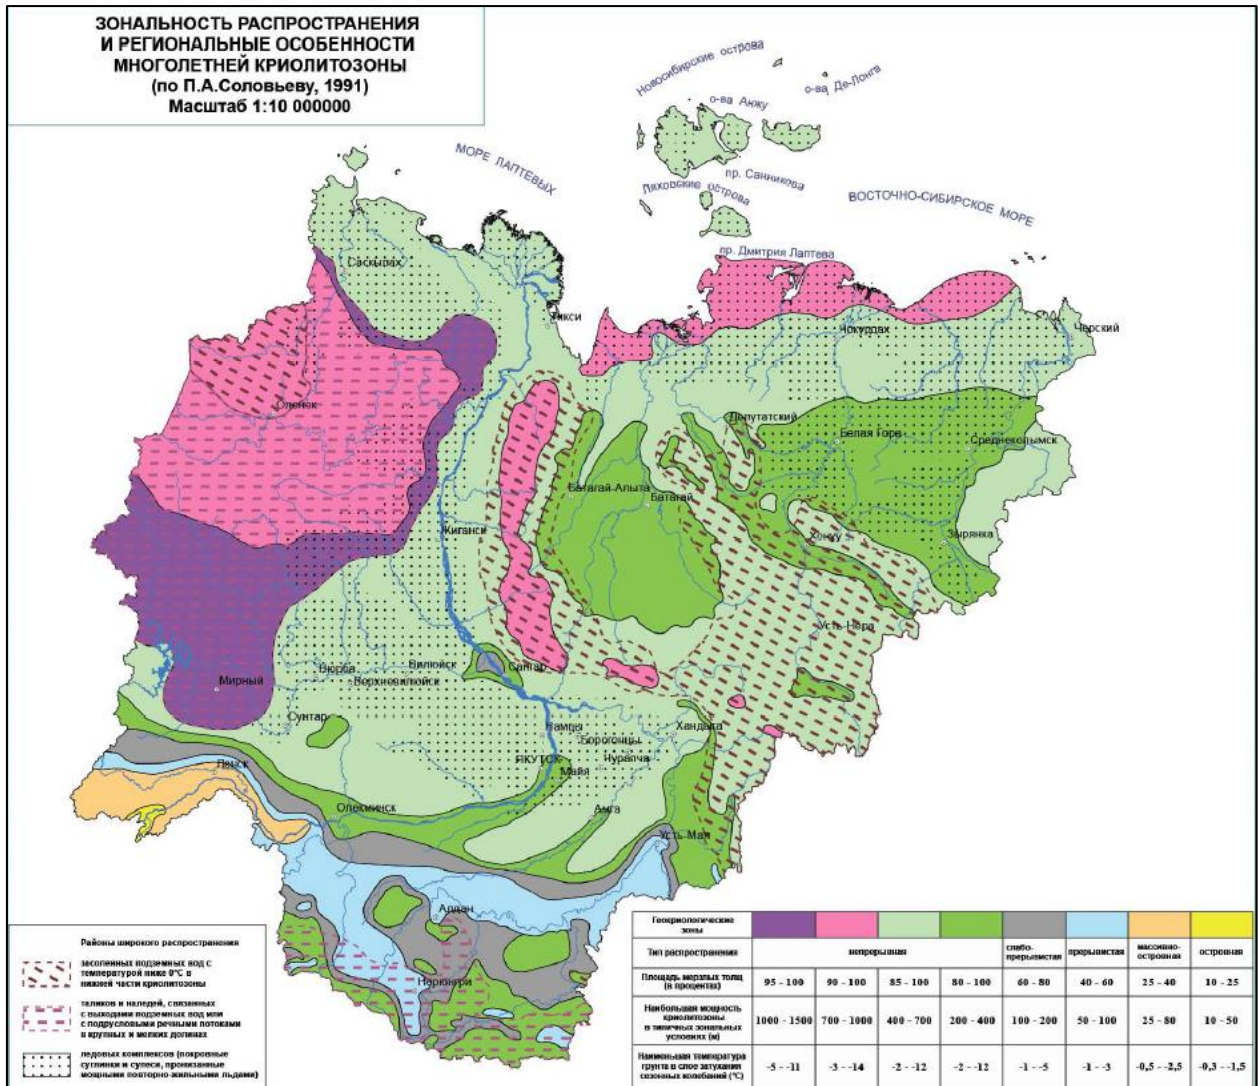 ЗОНАЛЬНОСТЬ РАСПРОСТРАНЕНИЯ
И РЕГИОНАЛЬНЫЕ ОСОБЕННОСТИ
МНОГОЛЕТНЕЙ КРИОЛИТОЗОНЫ
(по П.А.Соловьеву, 1991)
Масштаб 1:10 000000
Новосибирские острова
о-ва Де-Лонга
о-ва Анжу
МОРЕ ЛАПТЕВЫХ
пр. Санникова
Ляховские острова
ВОСТОЧНО-СИБИРСКОЕ МОРЕ
пр. Дмитрия Лаптева
Саскылах
Тикси
Чокурдах
Черский
Оленек
Депутатский
Белая Гора
Среднеколымск
Батагай-Алыта
Батагай
Жиганск
Хонуу
Зырянка
Усть-Нера
Вилюйск
Сангар
Верхневилюйск
Мирный
Сунтар
Намцы
Хандыга
Борогонцы
ЯКУТСК
Чурапча
Майя
Ленск
Олекминск
Амга
Усть-Мая
Алдан
Нерюнгри
Районы широкого распространения
засоленных подземных вод с
температурой ниже 0°С в
нижней части криолитозоны
таликов и наледей, связанных
с выходами подземных вод или
с подрусловыми речными потоками
в крупных и мелких долинах
ледовых комплексов (покровные
суглинки и супеси, пронизанные
мощными повторно-жильными льдами)
Геокриологические
зоны
Тип распространения непрерывная слабо-прерывистая прерывистая массивно-островная островная
Площадь мерзлых толщ
(в процентах) 95 - 100 90 - 100 85 - 100 80 - 100 60 - 80 40 - 60 25 - 40 10 - 25
Наибольшая мощность
криолитозоны
в типичных зональных
условиях (м) 1000 - 1500 700 - 1000 400 - 700 200 - 400 100 - 200 50 - 100 25 - 80 10 - 50
Наименьшая температура
грунта в слое затухания
сезонных колебаний (°С) -5 - -11 -3 - -14 -2 - -12 -2 - -12 -1 - -5 -1 - -3 -0,5 - -2,5 -0,3 - -1,5